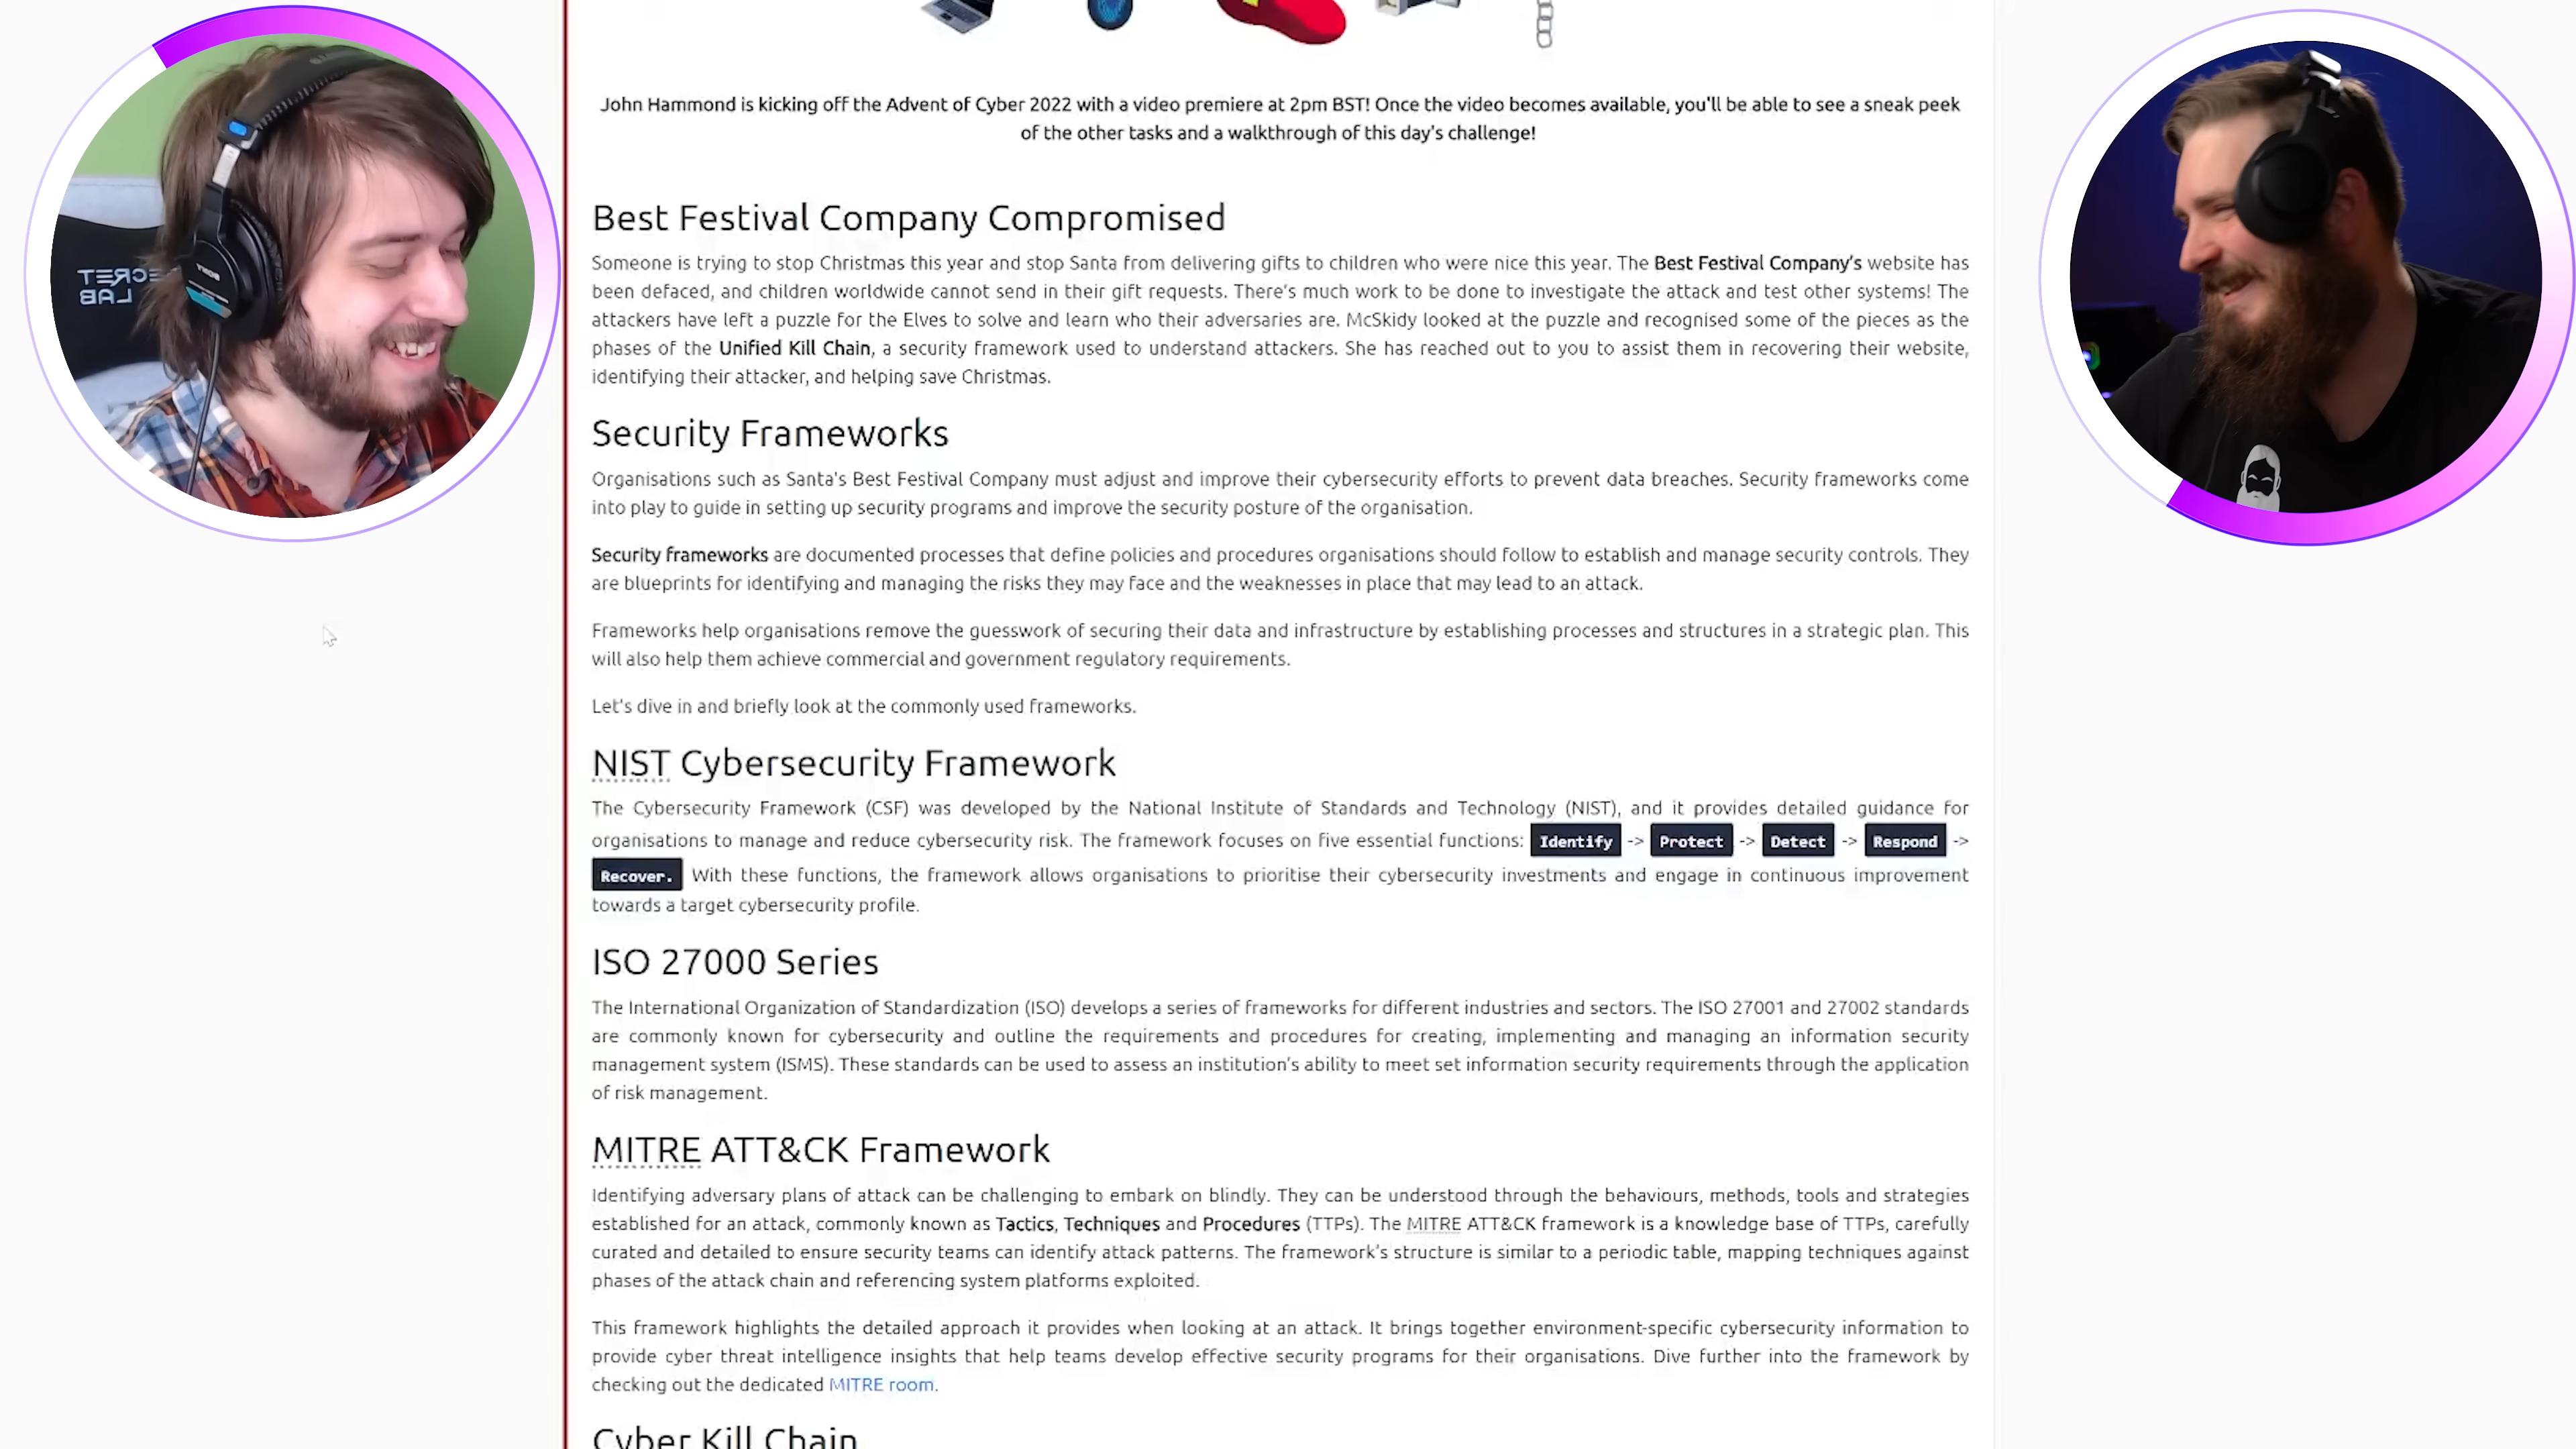 SECRET
LAB
SONY
John Hammond is kicking off the Advent of Cyber 2022 with a video premiere at 2pm BST! Once the video becomes available, you'll be able to see a sneak peek
of the other tasks and a walkthrough of this day's challenge!
Best Festival Company Compromised
Someone is trying to stop Christmas this year and stop Santa from delivering gifts to children who were nice this year. The Best Festival Company's website has
been defaced, and children worldwide cannot send in their gift requests. There's much work to be done to investigate the attack and test other systems! The
attackers have left a puzzle for the Elves to solve and learn who their adversaries are. McSkidy looked at the puzzle and recognised some of the pieces as the
phases of the Unified Kill Chain, a security framework used to understand attackers. She has reached out to you to assist them in recovering their website,
identifying their attacker, and helping save Christmas.
Security Frameworks
Organisations such as Santa's Best Festival Company must adjust and improve their cybersecurity efforts to prevent data breaches. Security frameworks come
into play to guide in setting up security programs and improve the security posture of the organisation.
Security frameworks are documented processes that define policies and procedures organisations should follow to establish and manage security controls. They
are blueprints for identifying and managing the risks they may face and the weaknesses in place that may lead to an attack.
Frameworks help organisations remove the guesswork of securing their data and infrastructure by establishing processes and structures in a strategic plan. This
will also help them achieve commercial and government regulatory requirements.
Let's dive in and briefly look at the commonly used frameworks.
NIST Cybersecurity Framework
The Cybersecurity Framework (CSF) was developed by the National Institute of Standards and Technology (NIST), and it provides detailed guidance for
organisations to manage and reduce cybersecurity risk. The framework focuses on five essential functions: Identify -> Protect -> Detect -> Respond ->
Recover. With these functions, the framework allows organisations to prioritise their cybersecurity investments and engage in continuous improvement
towards a target cybersecurity profile.
ISO 27000 Series
The International Organization of Standardization (ISO) develops a series of frameworks for different industries and sectors. The ISO 27001 and 27002 standards
are commonly known for cybersecurity and outline the requirements and procedures for creating, implementing and managing an information security
management system (ISMS). These standards can be used to assess an institution's ability to meet set information security requirements through the application
of risk management.
MITRE ATT&CK Framework
Identifying adversary plans of attack can be challenging to embark on blindly. They can be understood through the behaviours, methods, tools and strategies
established for an attack, commonly known as Tactics, Techniques and Procedures (TTPs). The MITRE ATT&CK framework is a knowledge base of TTPs, carefully
curated and detailed to ensure security teams can identify attack patterns. The framework's structure is similar to a periodic table, mapping techniques against
phases of the attack chain and referencing system platforms exploited.
This framework highlights the detailed approach it provides when looking at an attack. It brings together environment-specific cybersecurity information to
provide cyber threat intelligence insights that help teams develop effective security programs for their organisations. Dive further into the framework by
checking out the dedicated MITRE room.
Cyber Kill Chain